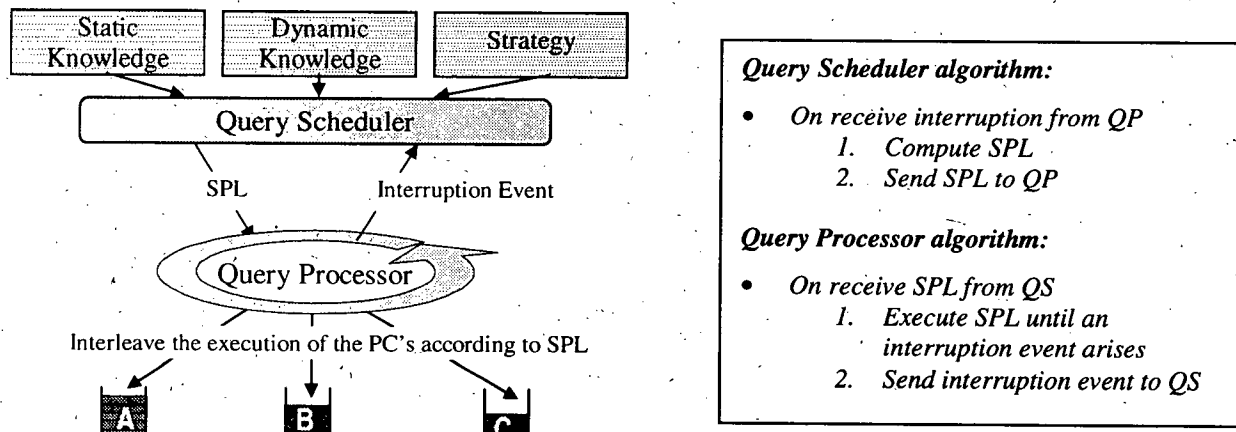 Static
Knowledge
Dynamic
Knowledge
Strategy
Query Scheduler
SPL
Interruption Event
Query Processor
Interleave the execution of the PC's according to SPL
A
B
C
Query Scheduler algorithm:
• On receive interruption from QP
1. Compute SPL
2. Send SPL to QP
Query Processor algorithm:
• On receive SPL from QS
1. Execute SPL until an
interruption event arises
2. Send interruption event to QS